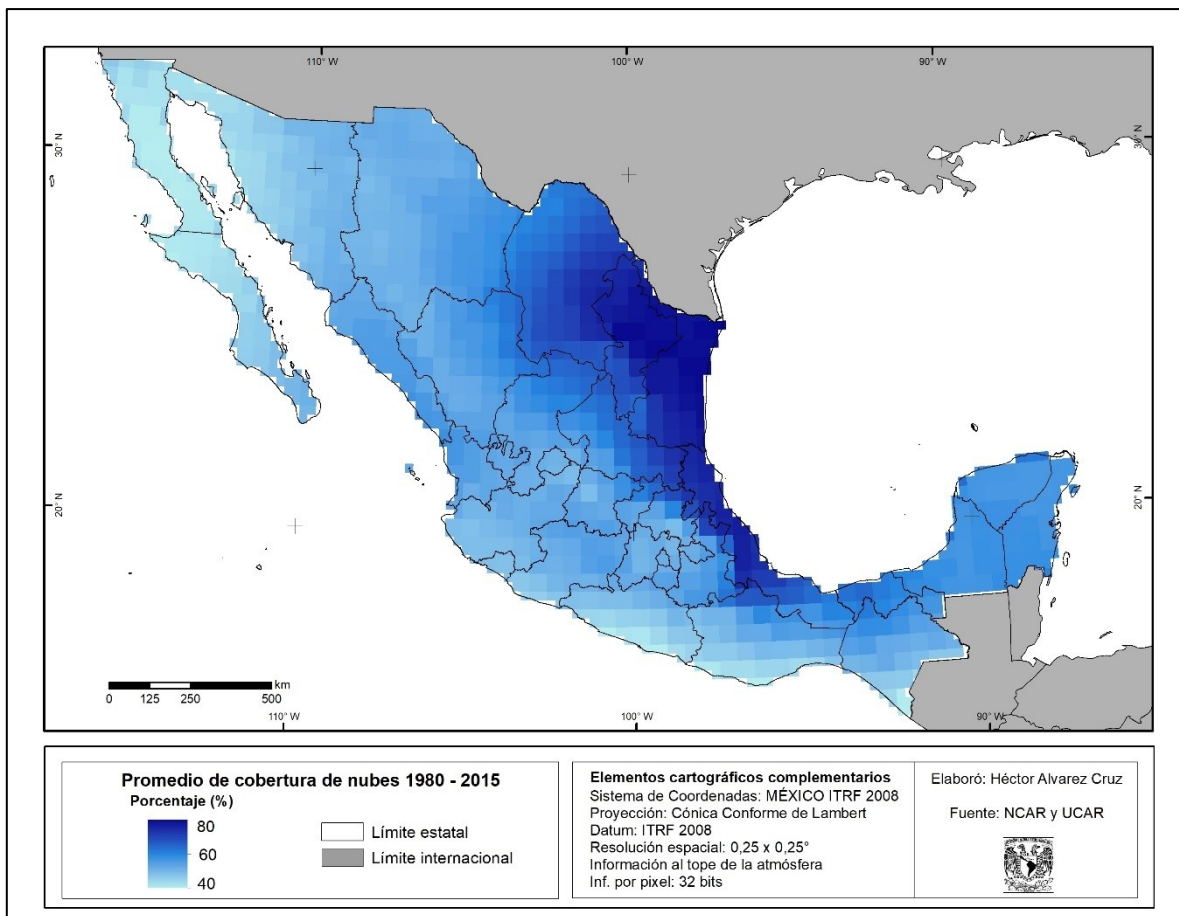 110° W
100° W
90° W
30° N
30° N
20° N
20° N
km
0 125 250 500
110° W
100° W
90° W
Promedio de cobertura de nubes 1980 - 2015
Porcentaje (%)
80
60
40
Límite estatal
Límite internacional
Elementos cartográficos complementarios
Sistema de Coordenadas: MÉXICO ITRF 2008
Proyección: Cónica Conforme de Lambert
Datum: ITRF 2008
Resolución espacial: 0,25 x 0,25°
Información al tope de la atmósfera
Inf. por pixel: 32 bits
Elaboró: Héctor Alvarez Cruz
Fuente: NCAR y UCAR